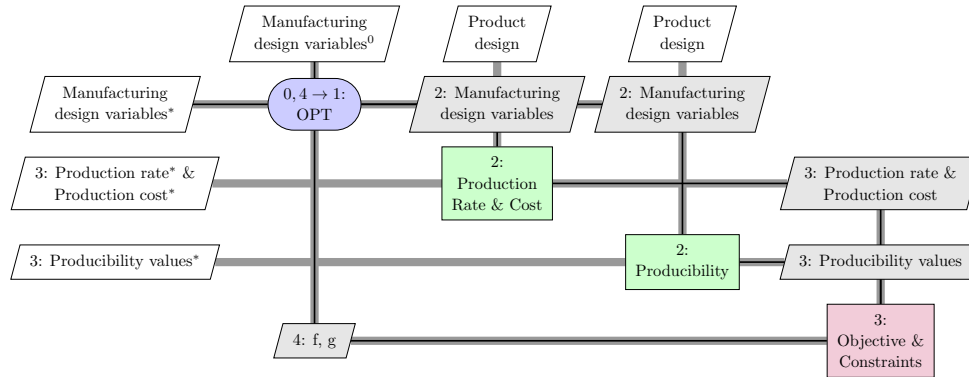 Manufacturing
design variables⁰
Product
design
Product
design
Manufacturing
design variables*
0, 4 → 1:
OPT
2: Manufacturing
design variables
2: Manufacturing
design variables
3: Production rate* &
Production cost*
2:
Production
Rate & Cost
3: Production rate &
Production cost
3: Producibility values*
2:
Producibility
3: Producibility values
4: f, g
3:
Objective &
Constraints